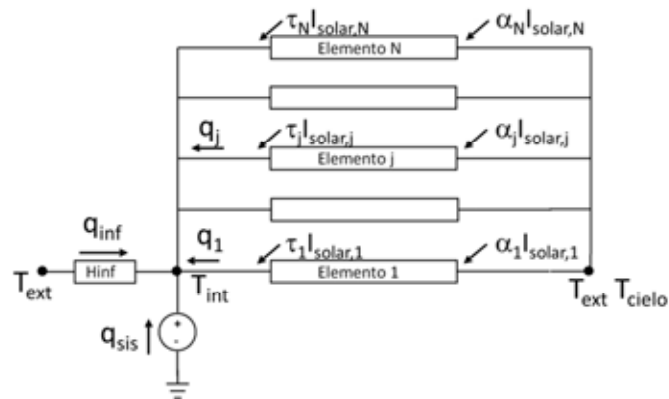 τNIsolar,N αNIsolar,N
Elemento N
qj τjIsolar,j αjIsolar,j
Elemento j
qinf q1 τ1Isolar,1 α1Isolar,1
Hinf Elemento 1
Text Tint Text Tcielo
qsis
+
-